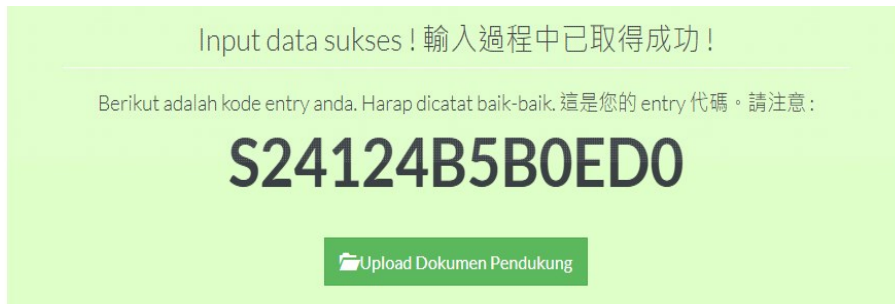 Input data sukses ! 輸入過程中已取得成功 !
Berikut adalah kode entry anda. Harap dicatat baik-baik. 這是您的 entry 代碼。請注意 :
S24124B5B0ED0
Upload Dokumen Pendukung